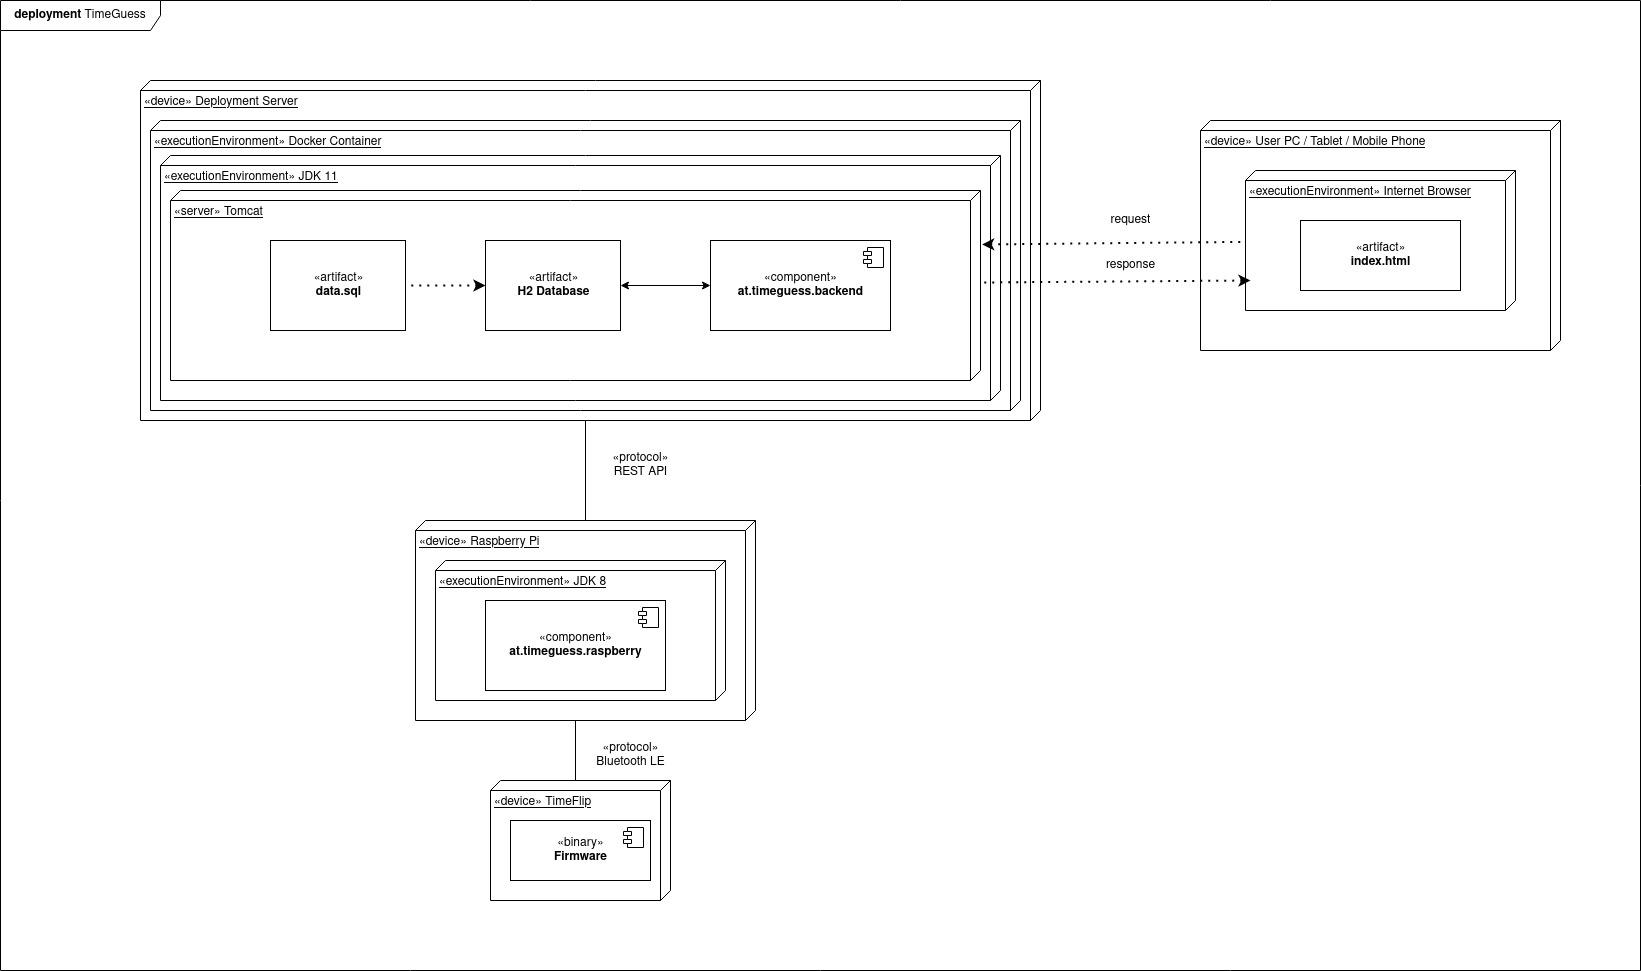 deployment TimeGuess
«device» Deployment Server
«executionEnvironment» Docker Container
«executionEnvironment» JDK 11
«server» Tomcat
«artifact»
data.sql
«artifact»
H2 Database
«component»
at.timeguess.backend
request
response
«device» User PC / Tablet / Mobile Phone
«executionEnvironment» Internet Browser
«artifact»
index.html
«protocol»
REST API
«device» Raspberry Pi
«executionEnvironment» JDK 8
«component»
at.timeguess.raspberry
«protocol»
Bluetooth LE
«device» TimeFlip
«binary»
Firmware